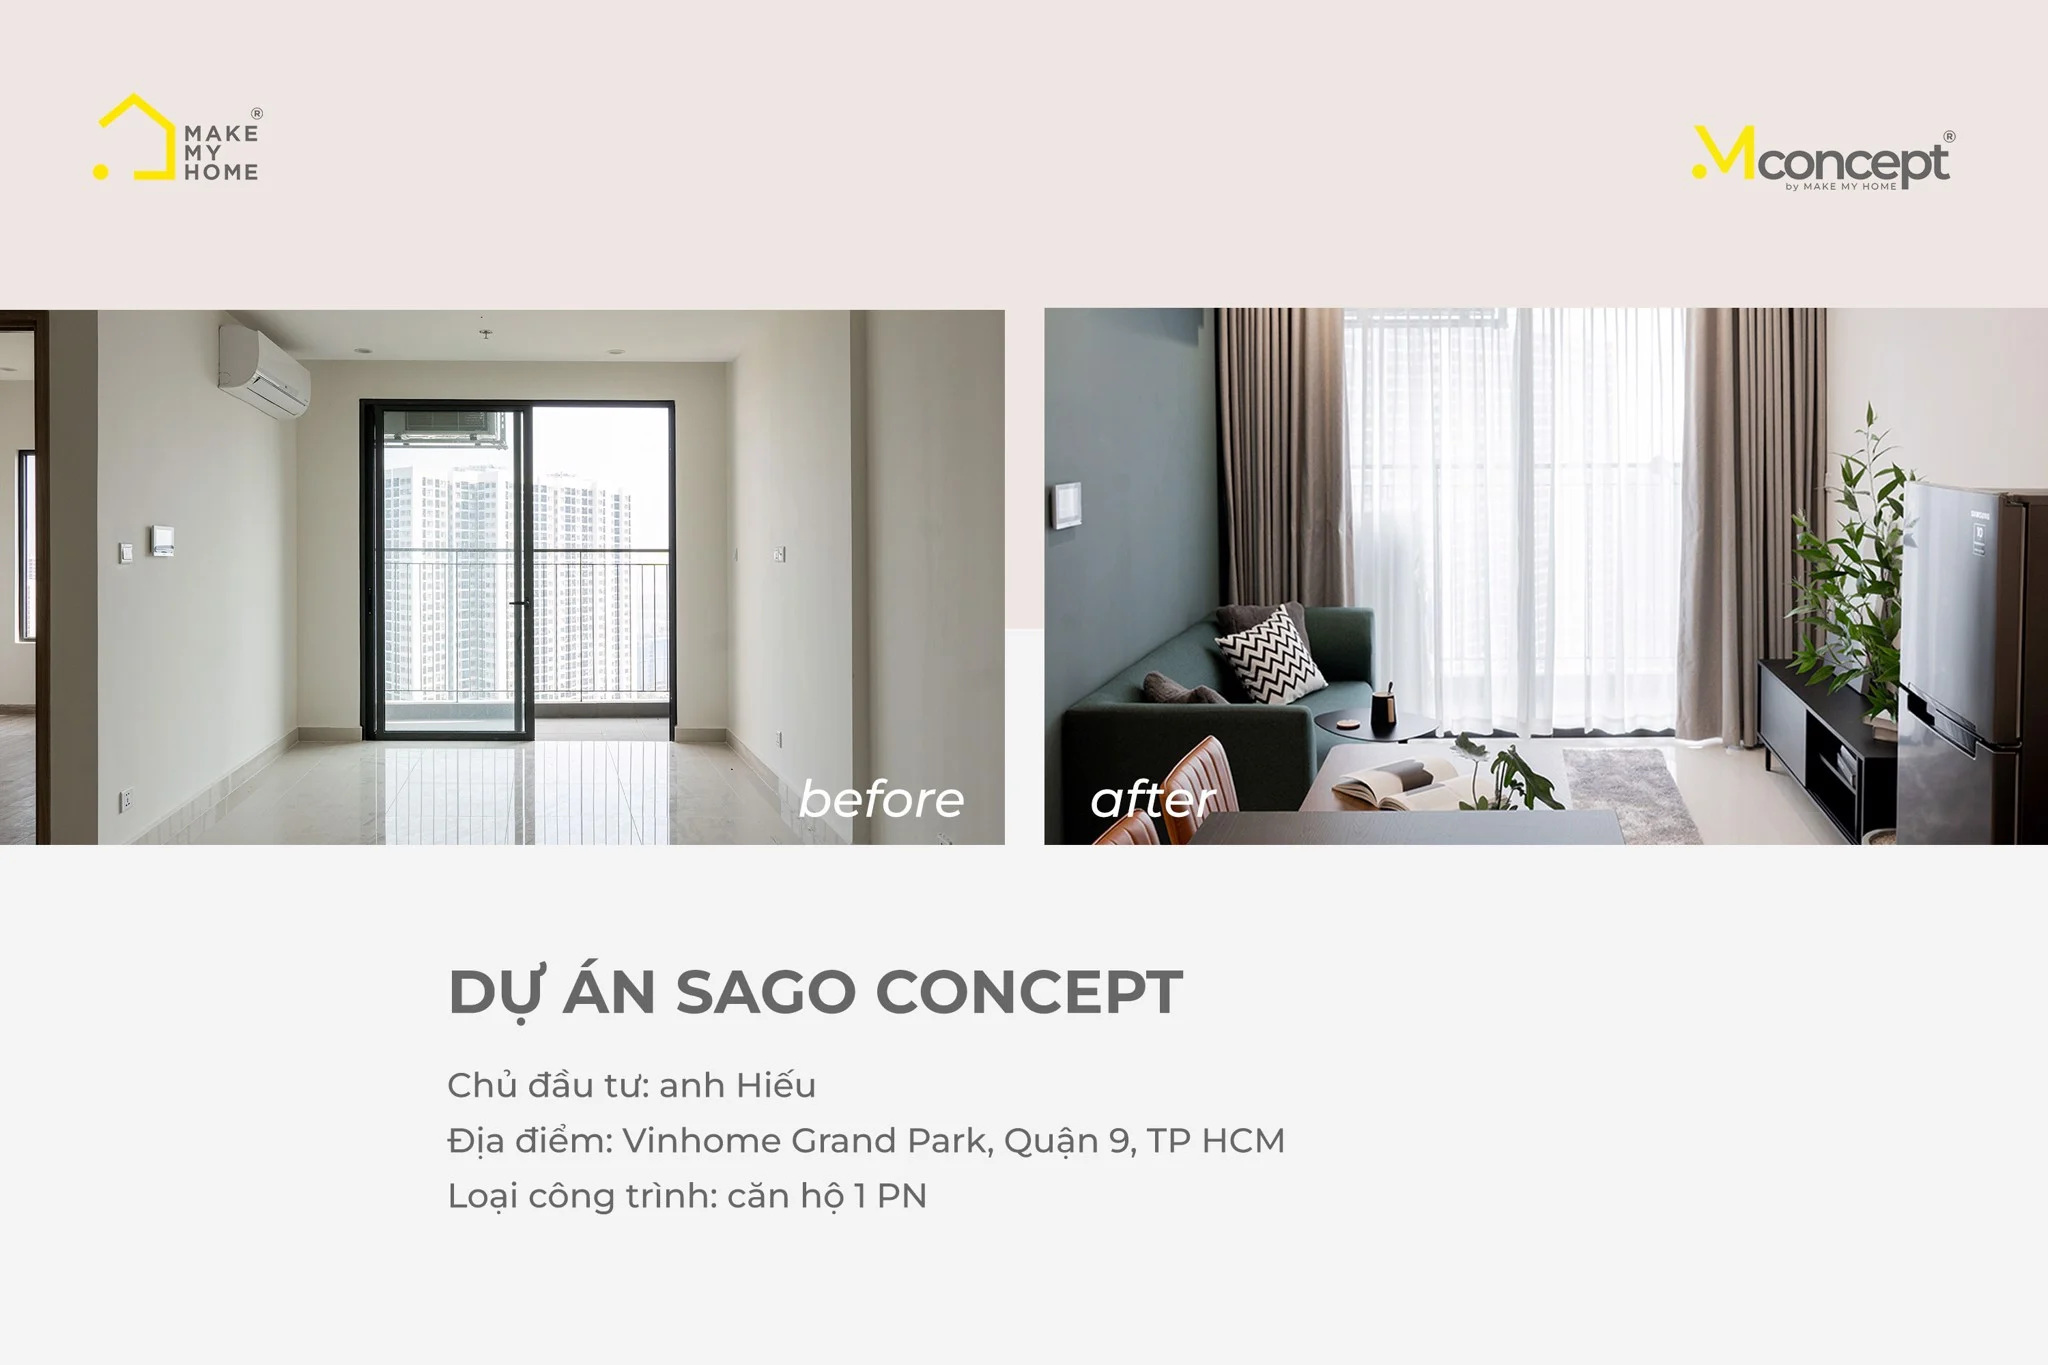 MAKE
MY
HOME
®
Mconcept®
by MAKE MY HOME
SAMSUNG
before
after
DỰ ÁN SAGO CONCEPT
Chủ đầu tư: anh Hiếu
Địa điểm: Vinhome Grand Park, Quận 9, TP HCM
Loại công trình: căn hộ 1 PN